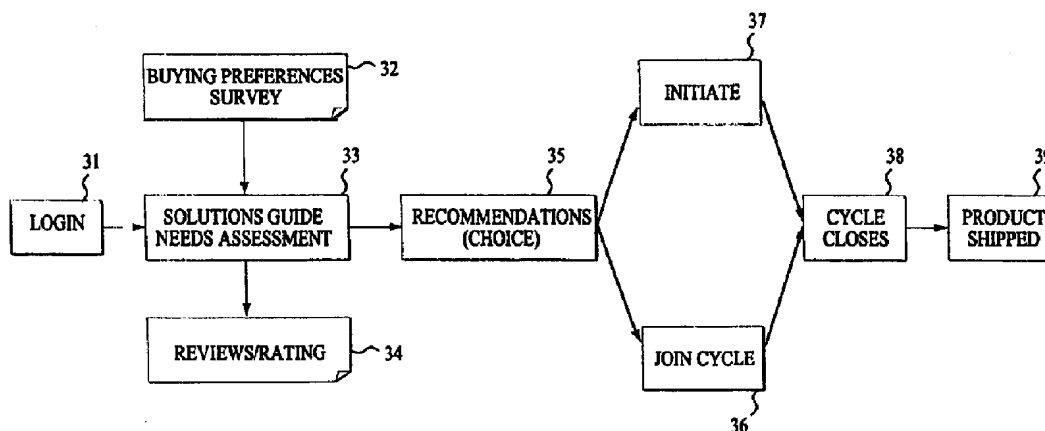 37
32
BUYING PREFERENCES
SURVEY
INITIATE
31
33
35
38
39
LOGIN
SOLUTIONS GUIDE
NEEDS ASSESSMENT
RECOMMENDATIONS
(CHOICE)
CYCLE
CLOSES
PRODUCT
SHIPPED
REVIEWS/RATING
34
JOIN CYCLE
36